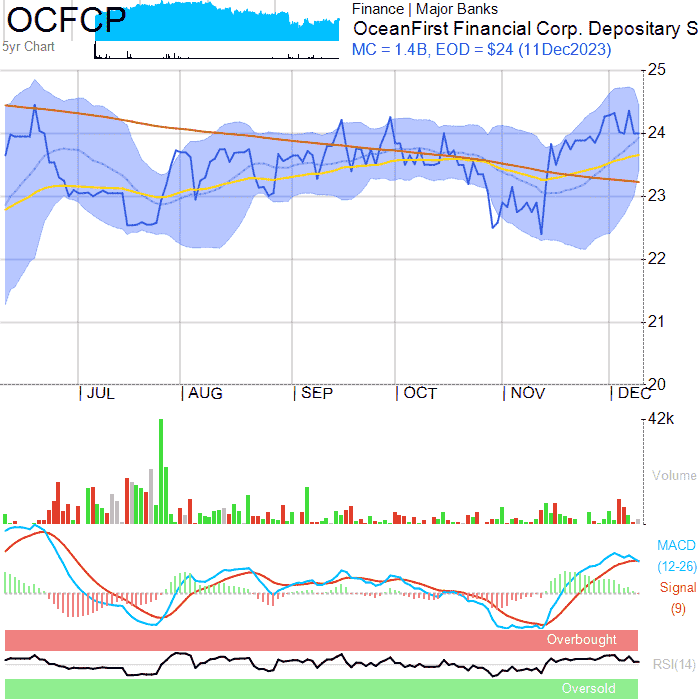 OCFCP
5yr Chart
Finance | Major Banks
OceanFirst Financial Corp. Depositary S
MC = 1.4B, EOD = $24 (11Dec2023)
25
24
23
22
21
20
JUL
AUG
SEP
OCT
NOV
DEC
42k
Volume
MACD
(12-26)
Signal
(9)
Overbought
RSI(14)
Oversold